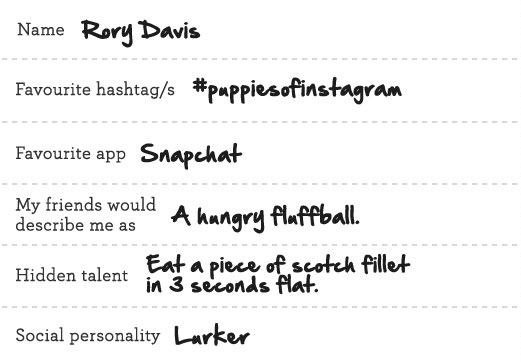 Name Rory Davis
Favourite hashtag/s #puppiesofinstagram
Favourite app Snapchat
My friends would
describe me as A hungry fluffball.
Hidden talent Eat a piece of scotch fillet
in 3 seconds flat.
Social personality Lurker